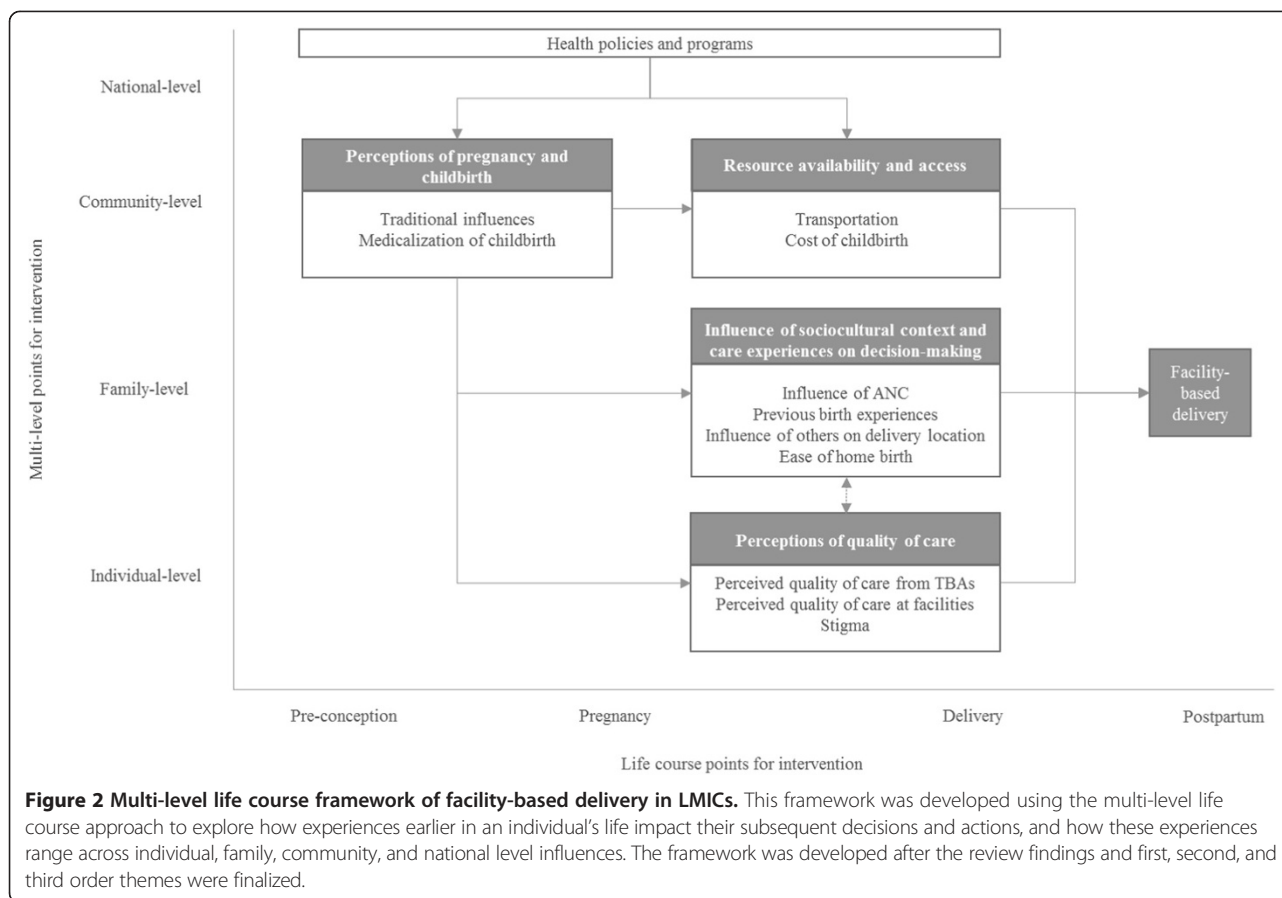 Health policies and programs
National-level
Perceptions of pregnancy and
childbirth
Traditional influences
Medicalization of childbirth
Resource availability and access
Transportation
Cost of childbirth
Community-level
Influence of sociocultural context and
care experiences on decision-making
Influence of ANC
Previous birth experiences
Influence of others on delivery location
Ease of home birth
Family-level
Facility-
based
delivery
Perceptions of quality of care
Perceived quality of care from TBAs
Perceived quality of care at facilities
Stigma
Individual-level
Multi-level points for intervention
Pre-conception
Pregnancy
Delivery
Postpartum
Life course points for intervention
Figure 2 Multi-level life course framework of facility-based delivery in LMICs. This framework was developed using the multi-level life
course approach to explore how experiences earlier in an individual's life impact their subsequent decisions and actions, and how these experiences
range across individual, family, community, and national level influences. The framework was developed after the review findings and first, second, and
third order themes were finalized.